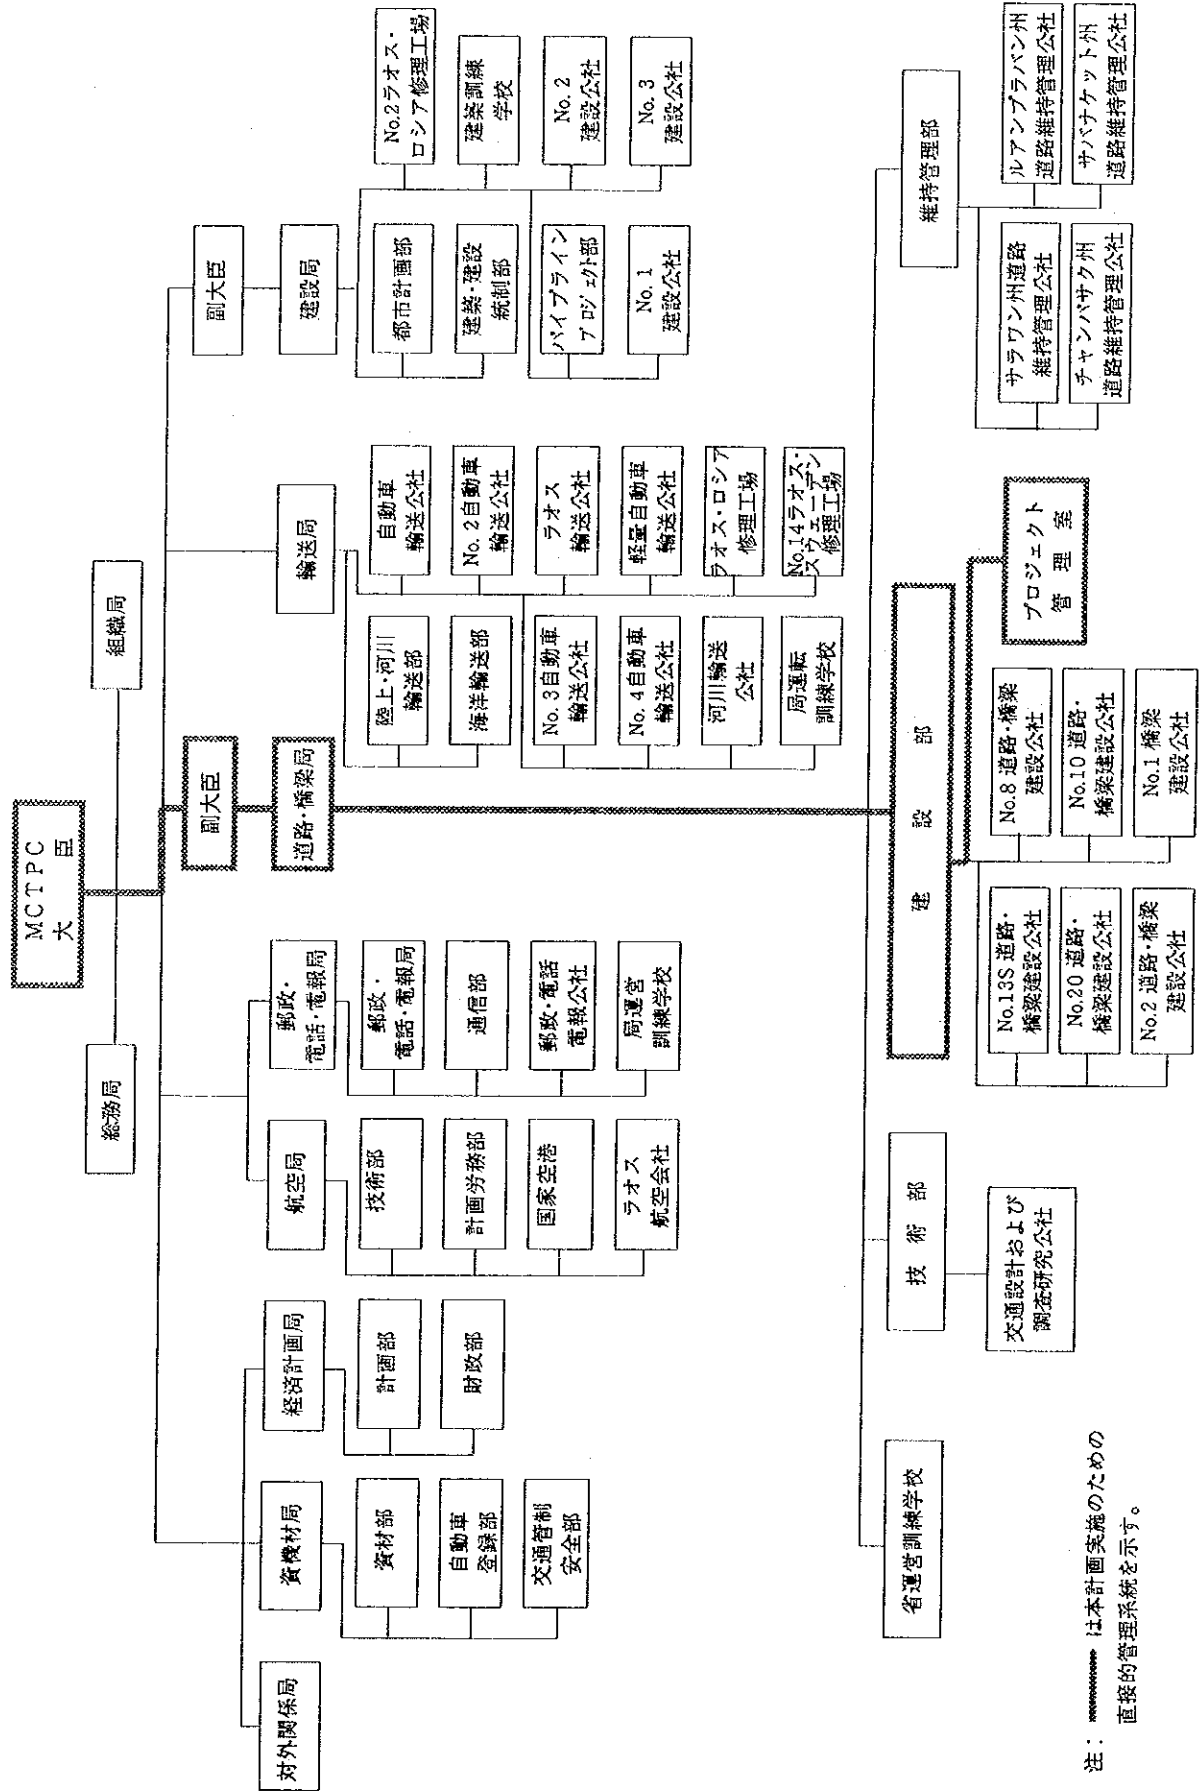 MCTPC
大臣
総務局
組織局
対外関係局
資機材局
資材部
自動車
登録部
交通管制
安全部
経済計画局
計画部
財政部
航空局
技術部
計画労務部
国家空港
ラオス
航空会社
郵政・
電話・電報局
郵政・
電話・電報局
通信部
郵政・電話
電報公社
局運営
訓練学校
副大臣
道路・橋梁局
輸送局
陸上・河川
輸送部
海洋輸送部
自動車
輸送公社
No.2自動車
輸送公社
No.3自動車
輸送公社
ラオス
輸送公社
No.4自動車
輸送公社
軽量自動車
輸送公社
河川輸送
公社
ラオス・ロシア
修理工場
局運転
訓練学校
No.14ラオス・
スウェーデン
修理工場
副大臣
建設局
都市計画部
建築・建設
統制部
No.2ラオス・
ロシア修理工場
建築訓練
学校
パイプライン
プロジェクト部
No.2
建設公社
No.1
建設公社
No.3
建設公社
省運営訓練学校
技術部
交通設計および
調査研究公社
建設部
No.13S 道路・
橋梁建設公社
No.8 道路・橋梁
建設公社
No.20 道路・
橋梁建設公社
No.10 道路・
橋梁建設公社
No.2 道路・橋梁
建設公社
No.1 橋梁
建設公社
プロジェクト
管理室
維持管理部
サラワン州道路
維持管理公社
ルアンプラバン州
道路維持管理公社
チャンパサク州
道路維持管理公社
サバナケット州
道路維持管理公社
注： は本計画実施のための
直接的管理系統を示す。